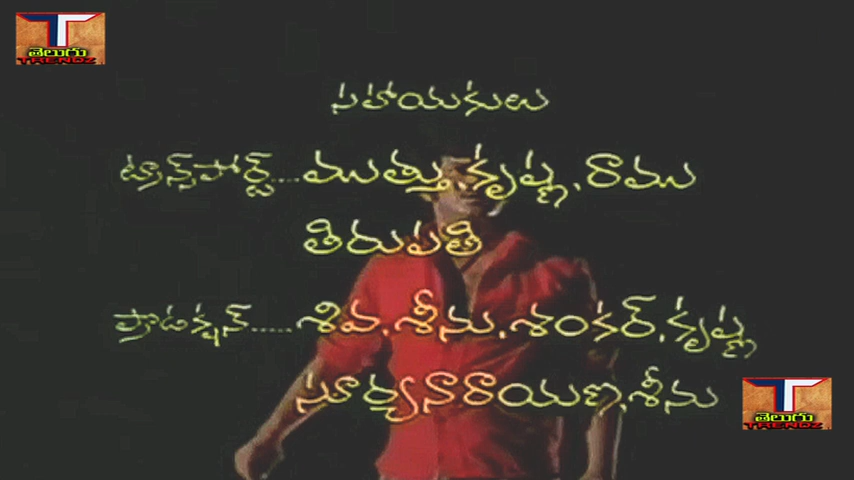 తెలుగు
TRENDZ
సహాయకులు
ట్రాన్స్‌పోర్ట్....ముత్తు,కృష్ణ,రాము
తిరుపతి
ప్రొడక్షన్.....శివ,శీను,శంకర్,కృష్ణ
సూర్యనారాయణ,శీను
తెలుగు
TRENDZ